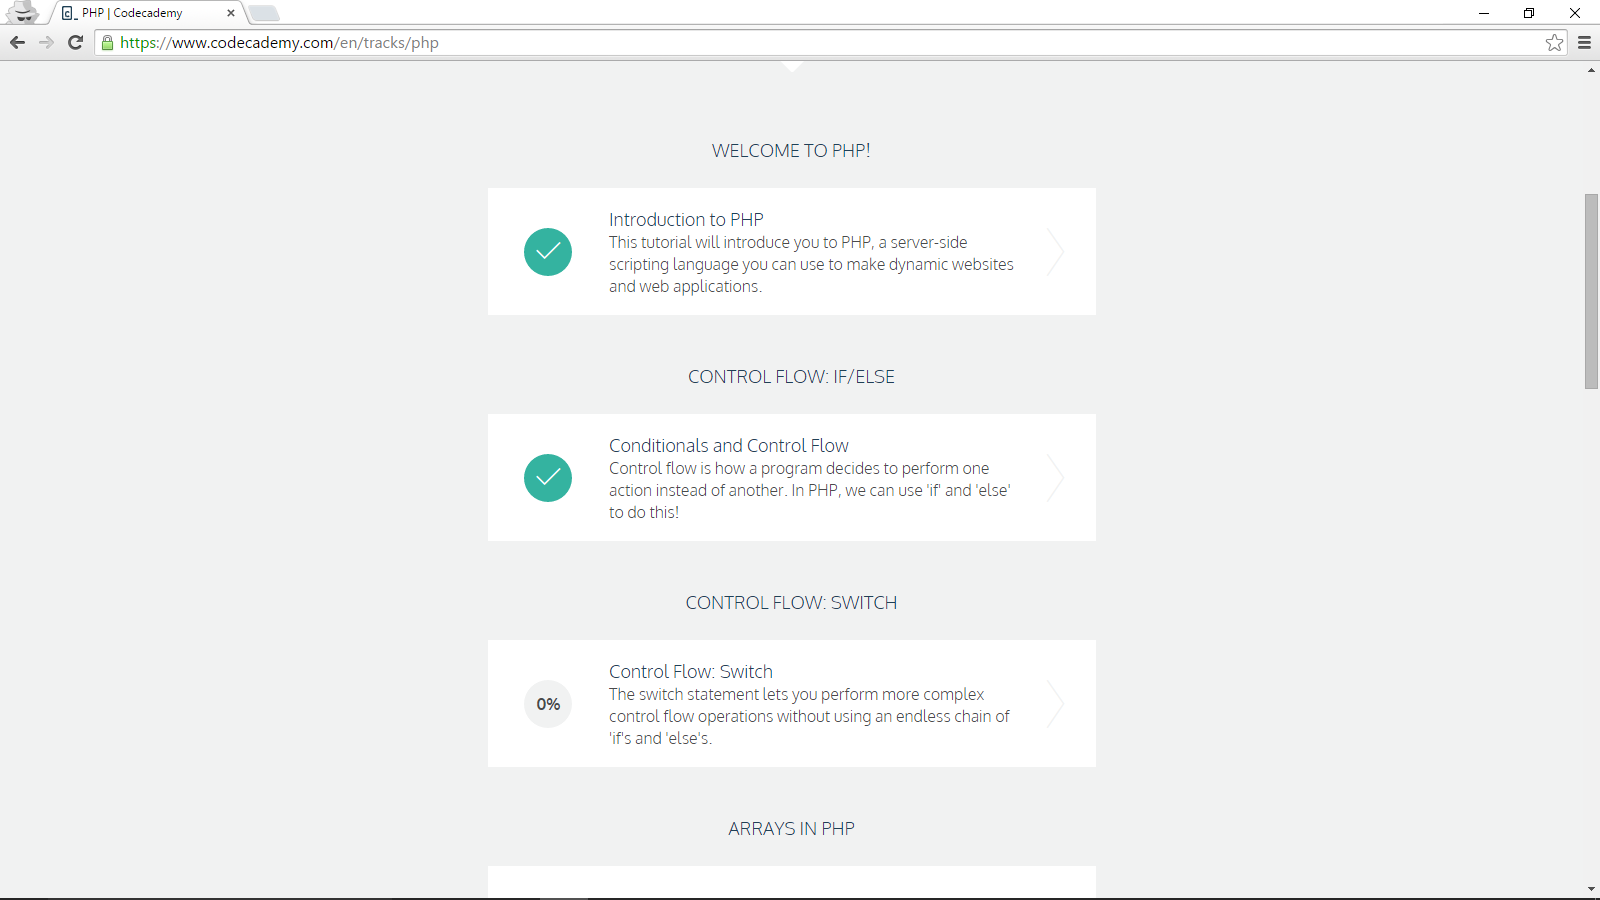 PHP | Codecademy
https://www.codecademy.com/en/tracks/php
WELCOME TO PHP!
Introduction to PHP
This tutorial will introduce you to PHP, a server-side
scripting language you can use to make dynamic websites
and web applications.
CONTROL FLOW: IF/ELSE
Conditionals and Control Flow
Control flow is how a program decides to perform one
action instead of another. In PHP, we can use 'if' and 'else'
to do this!
CONTROL FLOW: SWITCH
0%
Control Flow: Switch
The switch statement lets you perform more complex
control flow operations without using an endless chain of
'if's and 'else's.
ARRAYS IN PHP